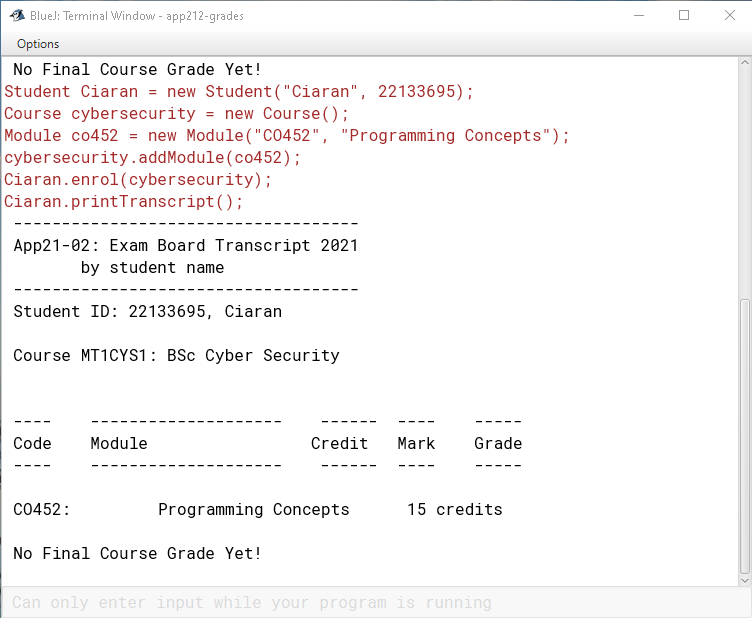 BlueJ: Terminal Window - app212-grades
Options
No Final Course Grade Yet!
Student Ciaran = new Student("Ciaran", 22133695);
Course cybersecurity = new Course();
Module co452 = new Module("CO452", "Programming Concepts");
cybersecurity.addModule(co452);
Ciaran.enrol(cybersecurity);
Ciaran.printTranscript();
------------------------------------
App21-02: Exam Board Transcript 2021
       by student name
------------------------------------
Student ID: 22133695, Ciaran
Course MT1CYS1: BSc Cyber Security
----    --------------------    ------  ----    -----
Code    Module                 Credit   Mark    Grade
----    --------------------    ------  ----    -----
CO452:         Programming Concepts      15 credits
No Final Course Grade Yet!
Can only enter input while your program is running